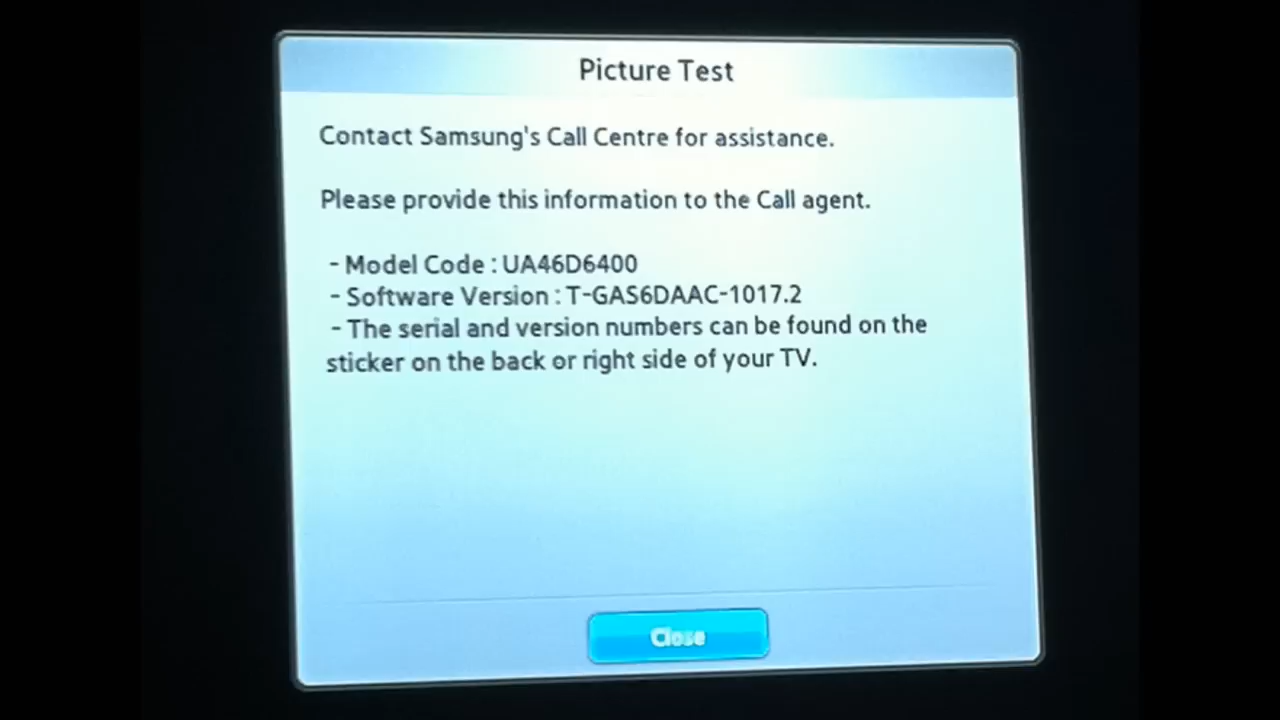 Picture Test
Contact Samsung's Call Centre for assistance.
Please provide this information to the Call agent.
- Model Code : UA46D6400
- Software Version : T-GAS6DAAC-1017.2
- The serial and version numbers can be found on the
sticker on the back or right side of your TV.
Close